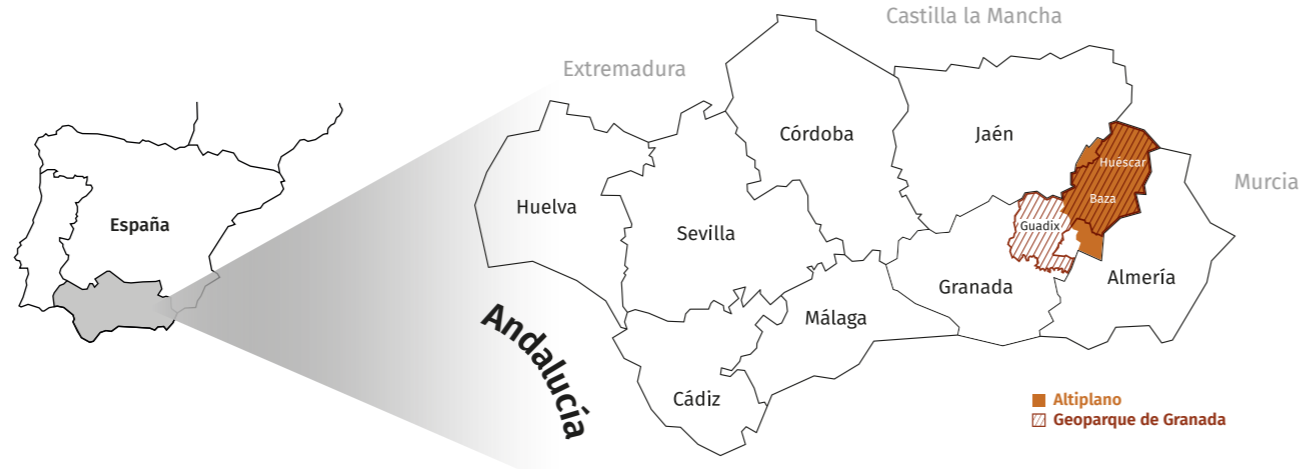 Castilla la Mancha
Extremadura
Córdoba
Jaén
Huéscar
Murcia
Baza
Huelva
España
Guadix
Sevilla
Almería
Granada
Málaga
Andalucía
Cádiz
Altiplano
Geoparque de Granada